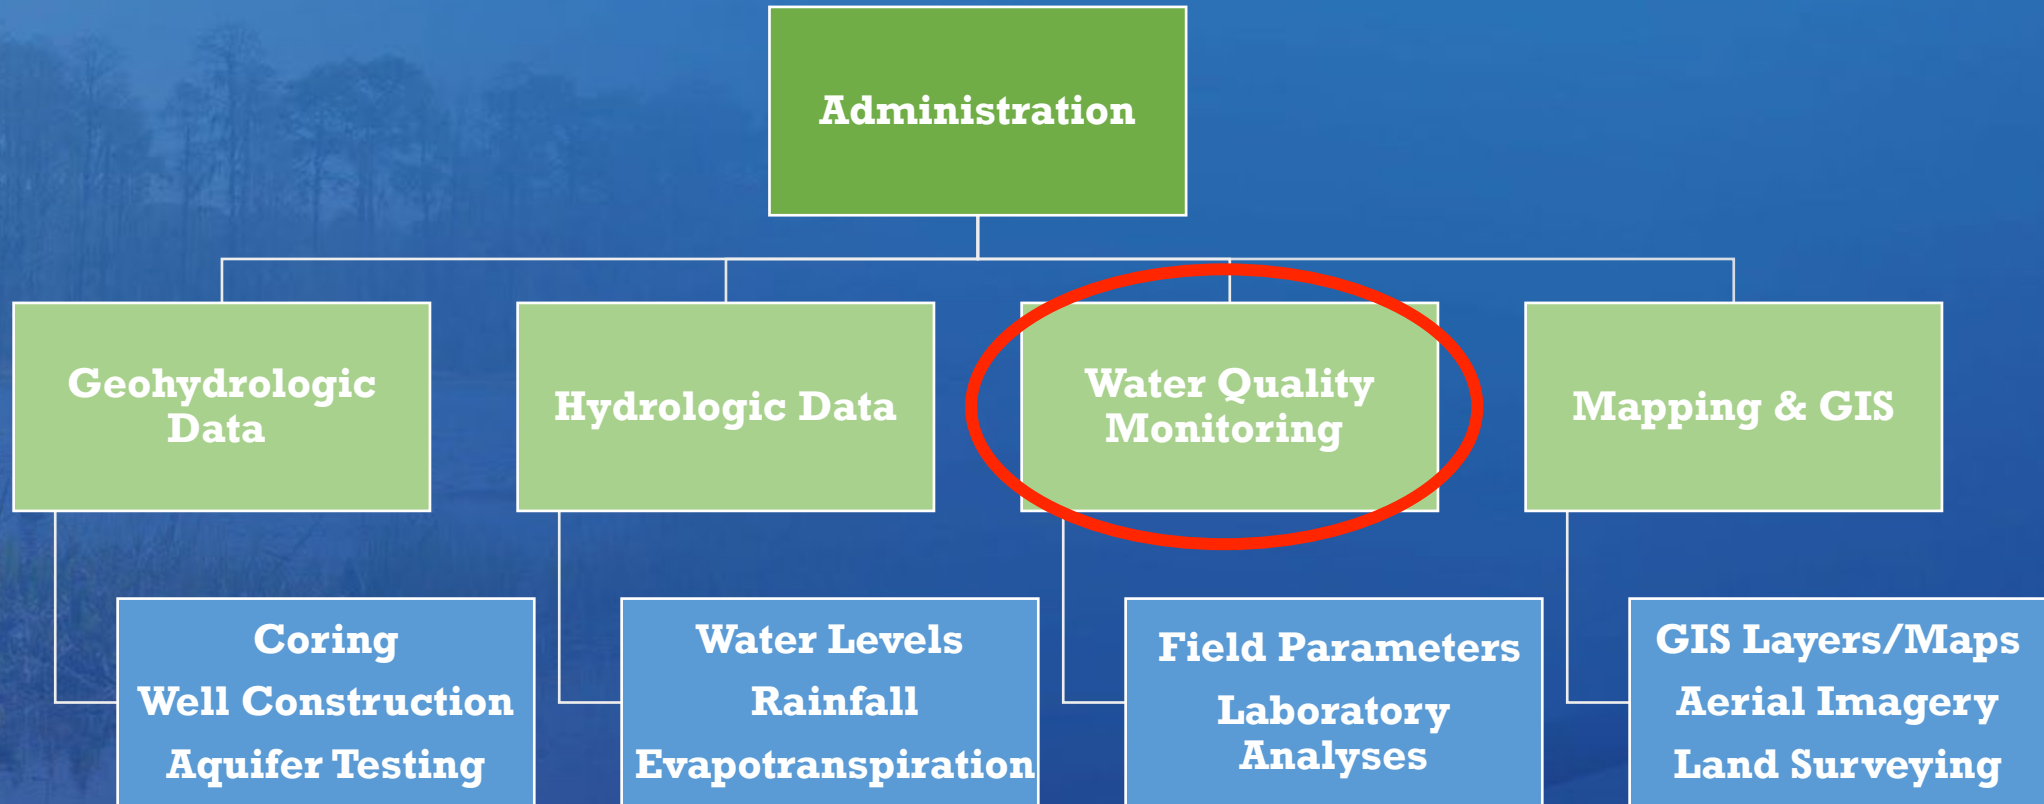 Administration
Geohydrologic
Data
Hydrologic Data
Water Quality
Monitoring
Mapping & GIS
Coring
Well Construction
Aquifer Testing
Water Levels
Rainfall
Evapotranspiration
Field Parameters
Laboratory
Analyses
GIS Layers/Maps
Aerial Imagery
Land Surveying